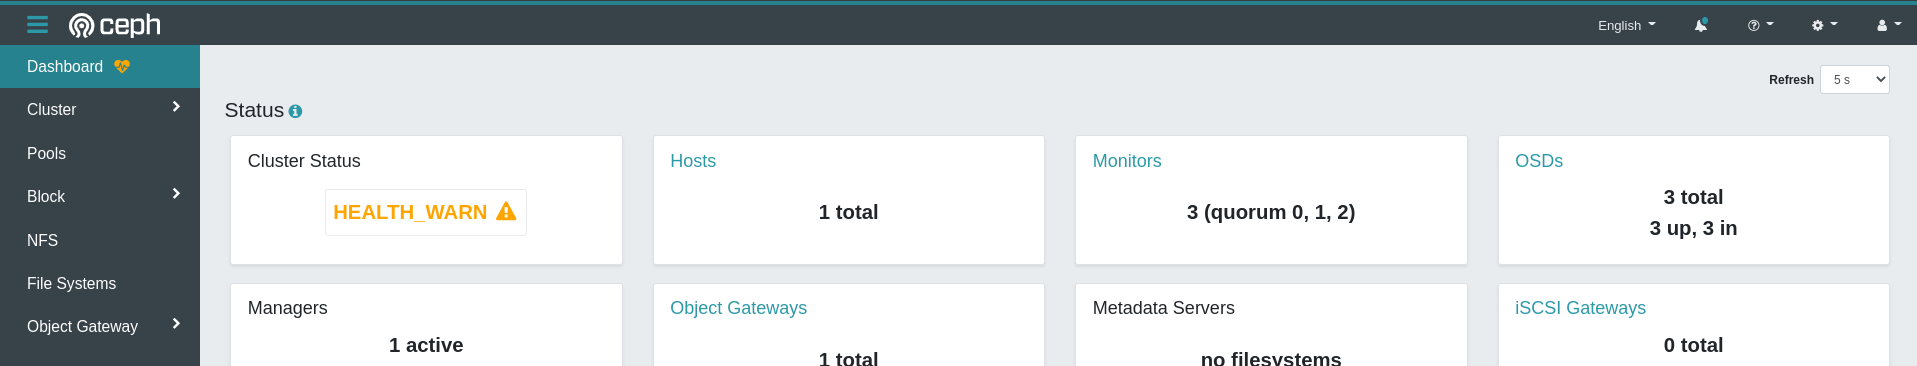 ceph
English
Dashboard
Cluster
Pools
Block
NFS
File Systems
Object Gateway
Refresh 5 s
Status
Cluster Status
HEALTH_WARN
Hosts
1 total
Monitors
3 (quorum 0, 1, 2)
OSDs
3 total
3 up, 3 in
Managers
1 active
Object Gateways
1 total
Metadata Servers
no filesystems
iSCSI Gateways
0 total